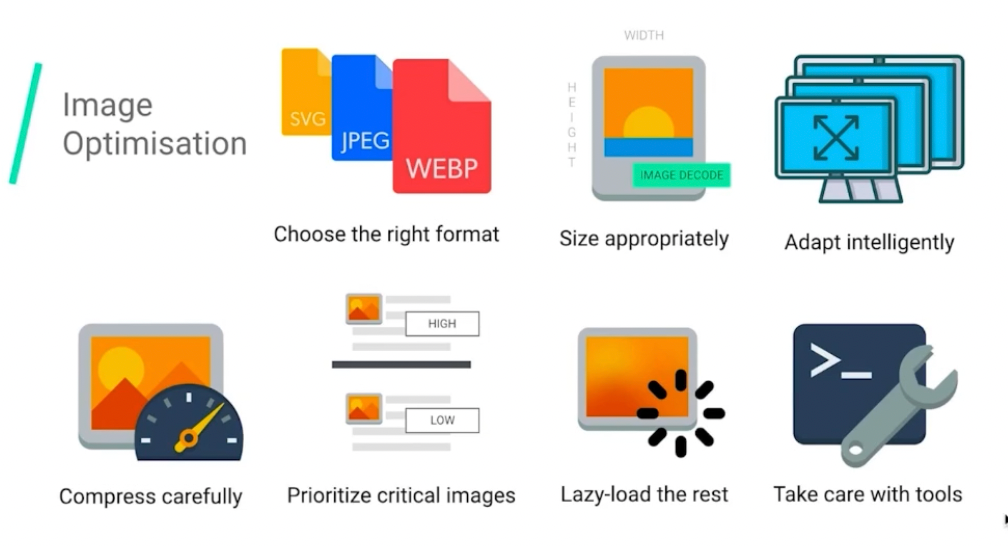 Image
Optimisation
SVG
JPEG
WEBP
Choose the right format
WIDTH
HEIGHT
IMAGE DECODE
Size appropriately
Adapt intelligently
Compress carefully
HIGH
LOW
Prioritize critical images
Lazy-load the rest
>_
Take care with tools